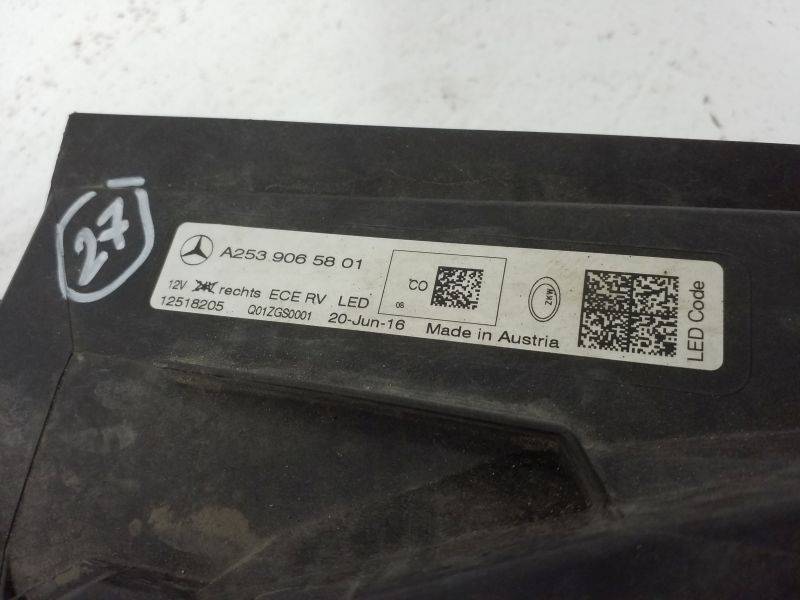 27
A253 906 58 01
12V rechts ECE RV LED
12518205 Q01ZGS0001 20-Jun-16 Made in Austria
CO
08
ZKW
LED Code